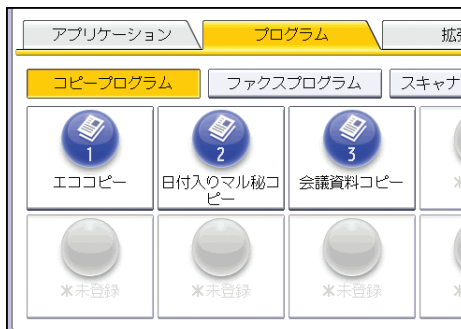 アプリケーション プログラム 拡
コピープログラム ファクスプログラム スキャナ
1 2 3
エココピー 日付入りマル秘コ 会議資料コピー
ピー
*未登録 *未登録 *未登録 *